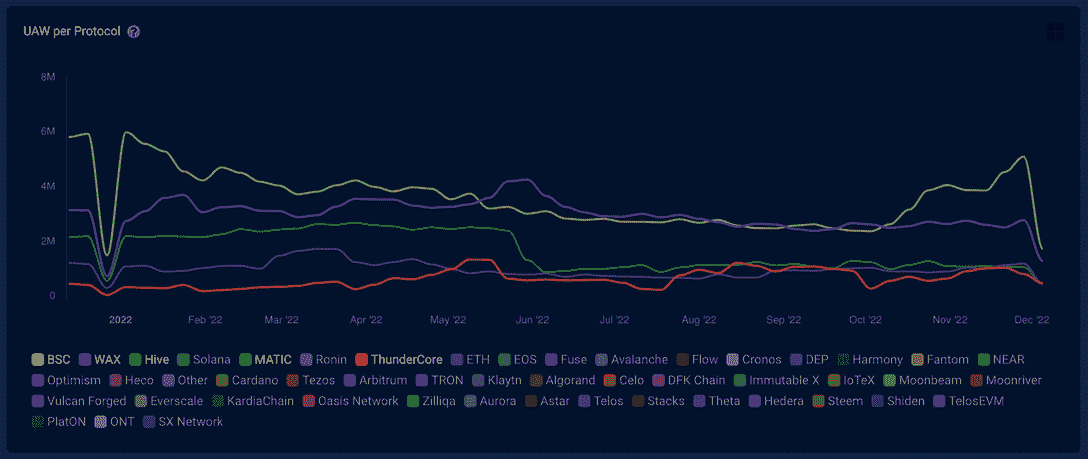 UAW per Protocol ?
8M
6M
4M
2M
0
2022 Feb '22 Mar '22 Apr '22 May '22 Jun '22 Jul '22 Aug '22 Sep '22 Oct '22 Nov '22 Dec '22
BSC WAX Hive Solana MATIC Ronin ThunderCore ETH EOS Fuse Avalanche Flow Cronos DEP Harmony Fantom NEAR
Optimism Heco Other Cardano Tezos Arbitrum TRON Klaytn Algorand Celo DFK Chain Immutable X IoTeX Moonbeam Moonriver
Vulcan Forged Everscale KardiaChain Oasis Network Zilliqa Aurora Astar Telos Stacks Theta Hedera Steem Shiden TelosEVM
PlatON ONT SX Network